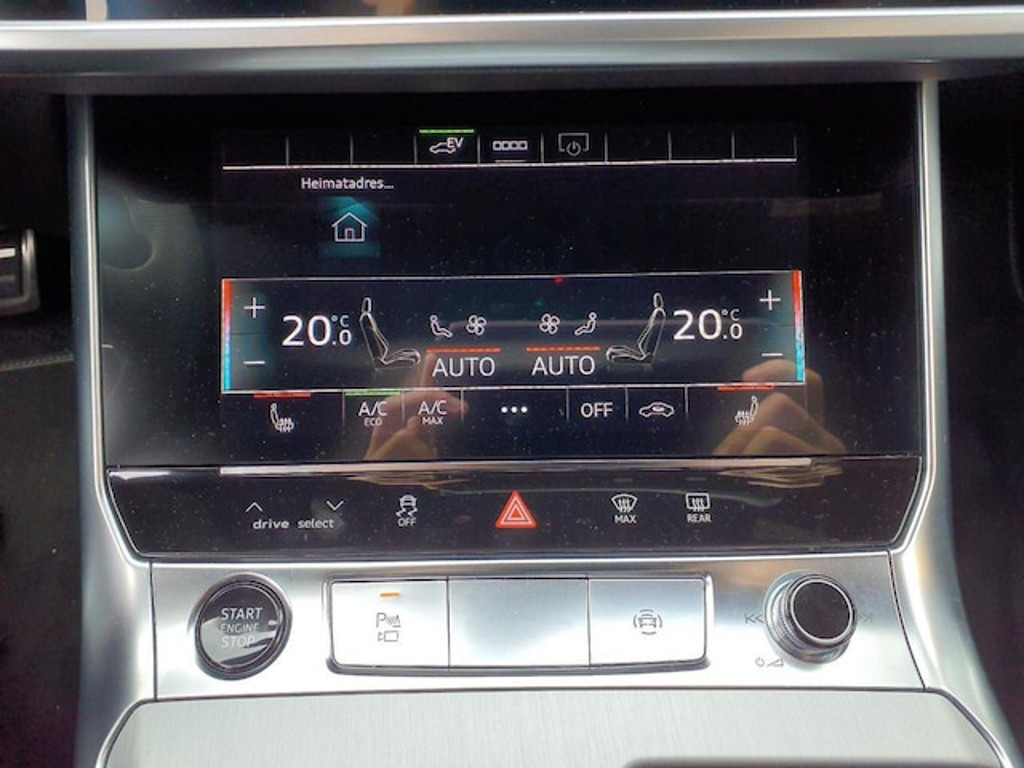 EV
Heimatadres...
20.0°C
20.0°C
AUTO
AUTO
A/C
ECO
A/C
MAX
OFF
drive select
OFF
MAX
REAR
START
ENGINE
STOP
P